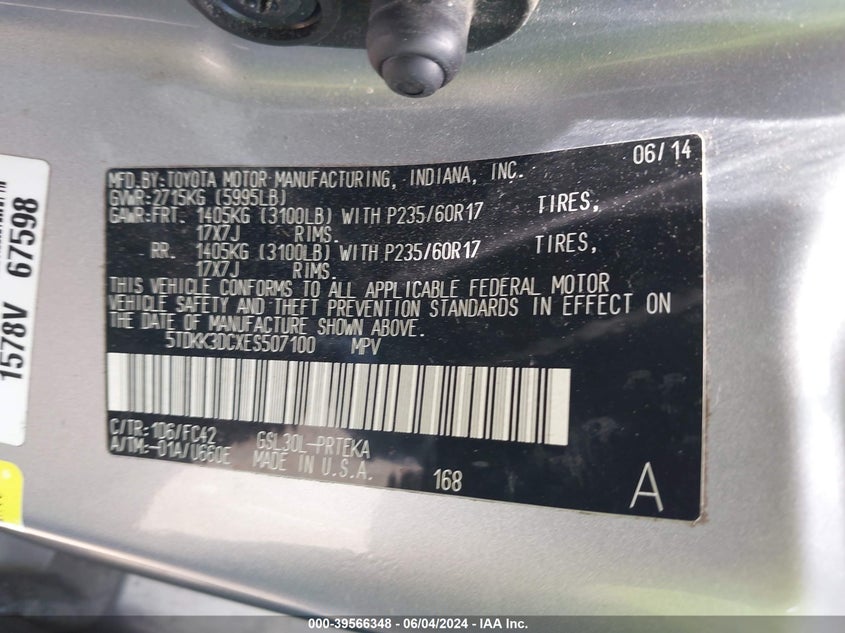 MFD.BY:TOYOTA MOTOR MANUFACTURING, INDIANA, INC. 06/14
GVWR:2715KG (5995LB)
GAWR:FRT. 1405KG (3100LB) WITH P235/60R17 TIRES,
17X7J RIMS.
RR. 1405KG (3100LB) WITH P235/60R17 TIRES,
17X7J RIMS.
THIS VEHICLE CONFORMS TO ALL APPLICABLE FEDERAL MOTOR
VEHICLE SAFETY AND THEFT PREVENTION STANDARDS IN EFFECT ON
THE DATE OF MANUFACTURE SHOWN ABOVE.
5TDKK3DCXES507100 MPV
C/TR:1D6/FC42 GSL30L-PRTEKA
A/TM:-01A/U660E MADE IN U.S.A.
168 A
1578V 67598
000-39566348 - 06/04/2024 - IAA Inc.